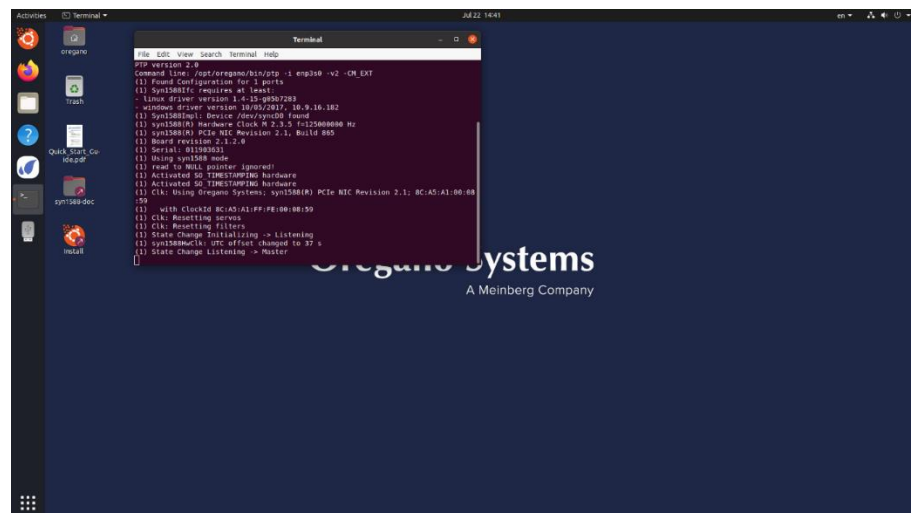 Activities
Terminal
Jul 22 14:41
en
oregano
Trash
Quick_Start_Gu-
ide.pdf
syn1588-doc
Install
Terminal
File Edit View Search Terminal Help
PTP version 2.0
Command line: /opt/oregano/bin/ptp -i enp3s0 -v2 -CM_EXT
(1) Found Configuration for 1 ports
(1) Syn1588Ifc requires at least:
- linux driver version 1.4-15-g85b7283
- windows driver version 10/05/2017, 10.9.16.182
(1) Syn1588Impl: Device /dev/syncD0 found
(1) syn1588(R) Hardware Clock M 2.3.5 f=125000000 Hz
(1) syn1588(R) PCIe NIC Revision 2.1, Build 865
(1) Board revision 2.1.2.0
(1) Serial: 011903631
(1) Using syn1588 mode
(1) read to NULL pointer ignored!
(1) Activated SO_TIMESTAMPING hardware
(1) Activated SO_TIMESTAMPING hardware
(1) Clk: Using Oregano Systems; syn1588(R) PCIe NIC Revision 2.1; 8C:A5:A1:00:08
:59
(1) with ClockId 8C:A5:A1:FF:FE:00:08:59
(1) Clk: Resetting servos
(1) Clk: Resetting filters
(1) State Change Initializing -> Listening
(1) syn1588HwClk: UTC offset changed to 37 s
(1) State Change Listening -> Master
Oregano Systems
A Meinberg Company